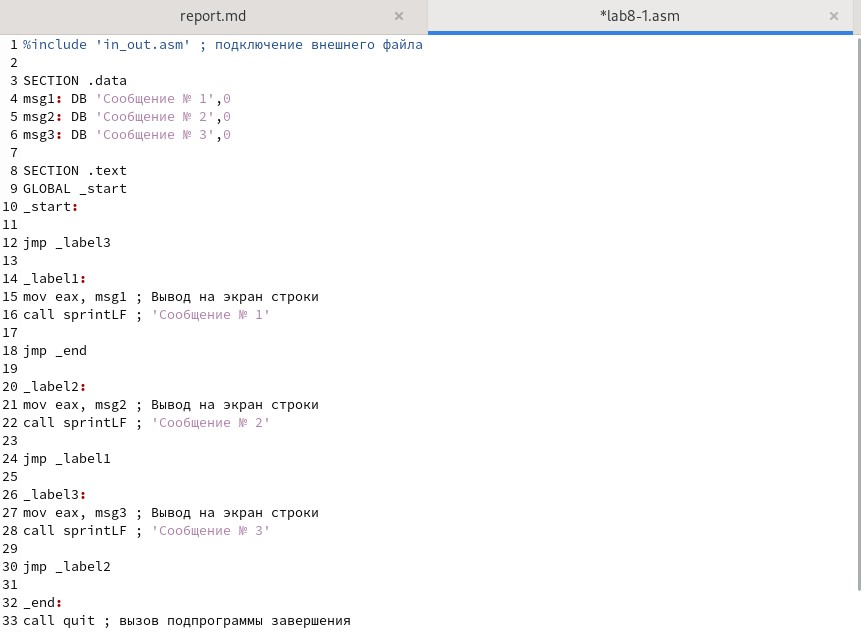 report.md ×
*lab8-1.asm ×
1 %include 'in_out.asm' ; подключение внешнего файла
2
3 SECTION .data
4 msg1: DB 'Сообщение № 1',0
5 msg2: DB 'Сообщение № 2',0
6 msg3: DB 'Сообщение № 3',0
7
8 SECTION .text
9 GLOBAL _start
10 _start:
11
12 jmp _label3
13
14 _label1:
15 mov eax, msg1 ; Вывод на экран строки
16 call sprintLF ; 'Сообщение № 1'
17
18 jmp _end
19
20 _label2:
21 mov eax, msg2 ; Вывод на экран строки
22 call sprintLF ; 'Сообщение № 2'
23
24 jmp _label1
25
26 _label3:
27 mov eax, msg3 ; Вывод на экран строки
28 call sprintLF ; 'Сообщение № 3'
29
30 jmp _label2
31
32 _end:
33 call quit ; вызов подпрограммы завершения